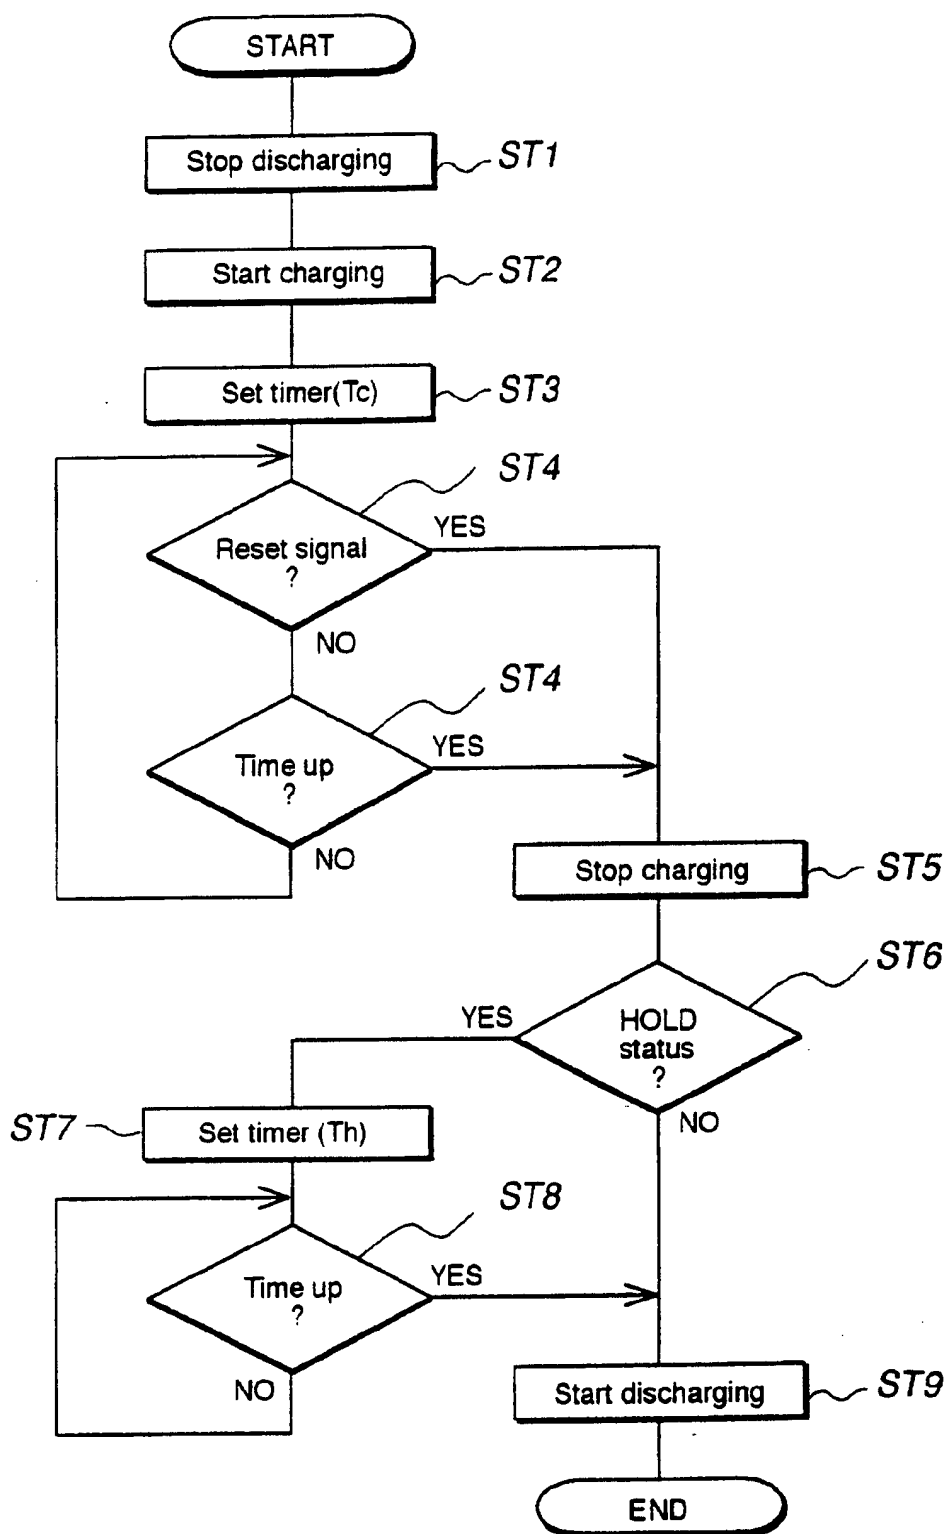 START
Stop discharging
ST1
Start charging
ST2
Set timer(Tc)
ST3
ST4
YES
Reset signal
?
NO
ST4
YES
Time up
?
NO
Stop charging
ST5
ST6
YES
HOLD
status
?
NO
ST7
Set timer (Th)
ST8
YES
Time up
?
NO
Start discharging
ST9
END